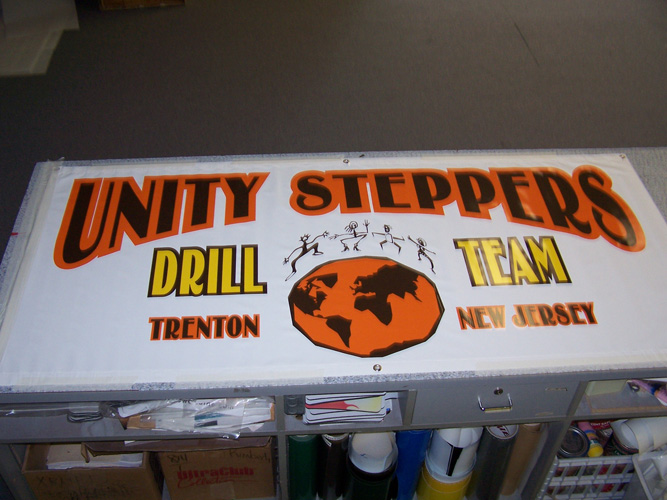 UNITY STEPPERS
DRILL TEAM
TRENTON NEW JERSEY
UltraClub